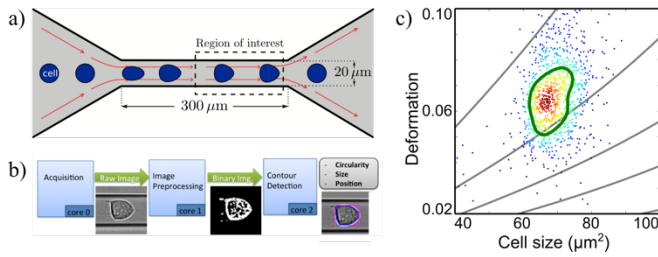 a)
cell
Region of interest
20 μm
300 μm
b)
Acquisition
core 0
Raw Image
Image
Preprocessing
core 1
Binary Img.
Contour
Detection
core 2
- Circularity
- Size
- Position
c)
Deformation
0.10
0.06
0.02
40
60
80
100
Cell size (μm²)